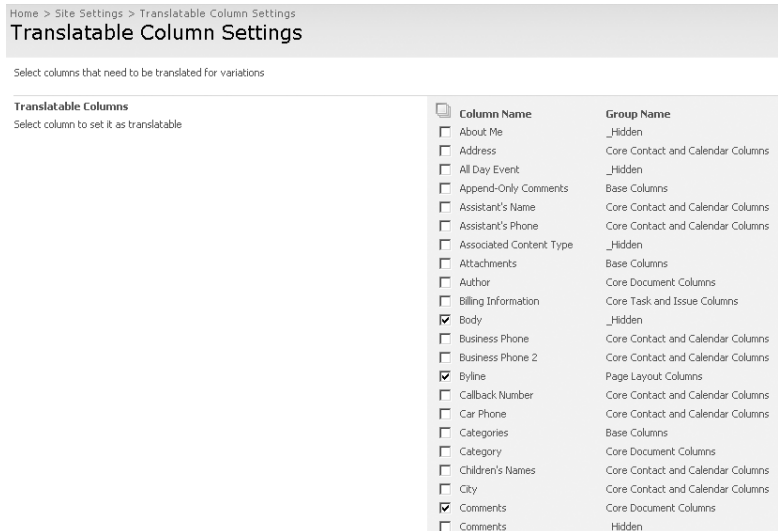 Home > Site Settings > Translatable Column Settings
Translatable Column Settings
Select columns that need to be translated for variations
Translatable Columns
Select column to set it as translatable
Column Name Group Name
About Me _Hidden
Address Core Contact and Calendar Columns
All Day Event _Hidden
Append-Only Comments Base Columns
Assistant's Name Core Contact and Calendar Columns
Assistant's Phone Core Contact and Calendar Columns
Associated Content Type _Hidden
Attachments Base Columns
Author Core Document Columns
Billing Information Core Task and Issue Columns
Body _Hidden
Business Phone Core Contact and Calendar Columns
Business Phone 2 Core Contact and Calendar Columns
Byline Page Layout Columns
Callback Number Core Contact and Calendar Columns
Car Phone Core Contact and Calendar Columns
Categories Base Columns
Category Core Document Columns
Children's Names Core Contact and Calendar Columns
City Core Contact and Calendar Columns
Comments Core Document Columns
Comments _Hidden